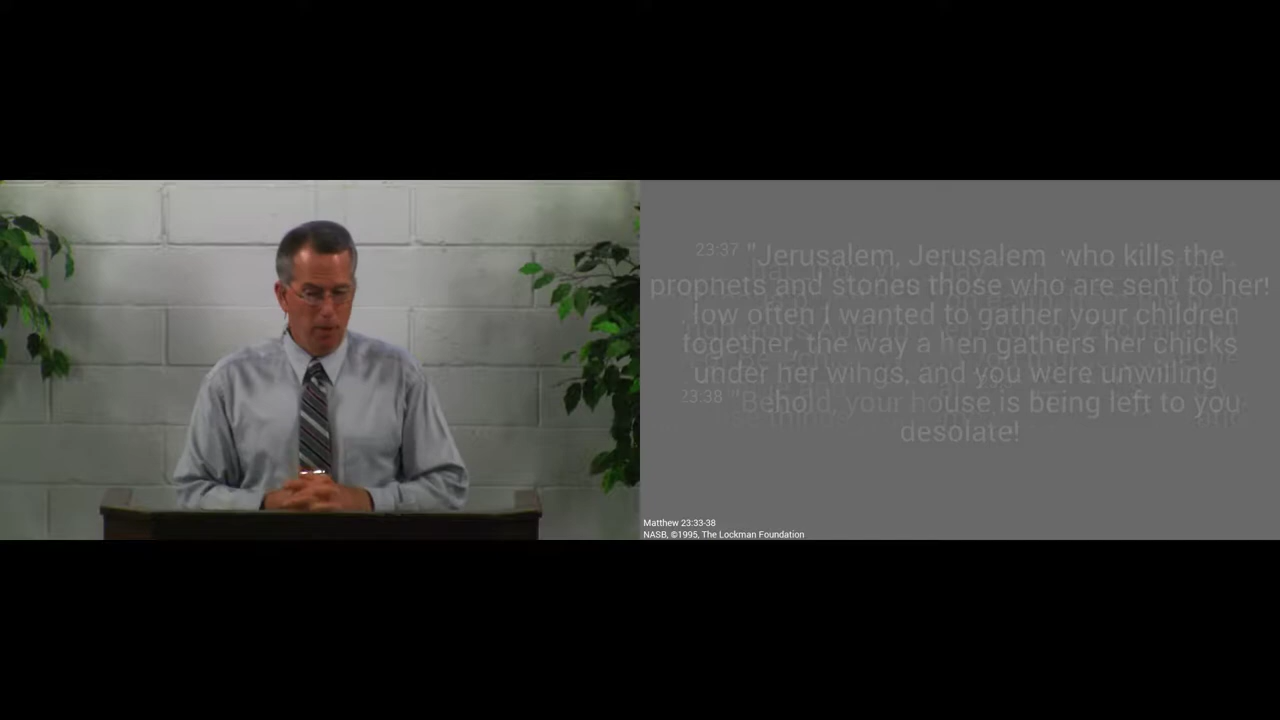 23:37 "Jerusalem, Jerusalem who kills the
prophets and stones those who are sent to her!
How often I wanted to gather your children
together, the way a hen gathers her chicks
under her wings, and you were unwilling
23:38 "Behold, your house is being left to you
desolate!
Matthew 23:33-38
NASB, ©1995, The Lockman Foundation